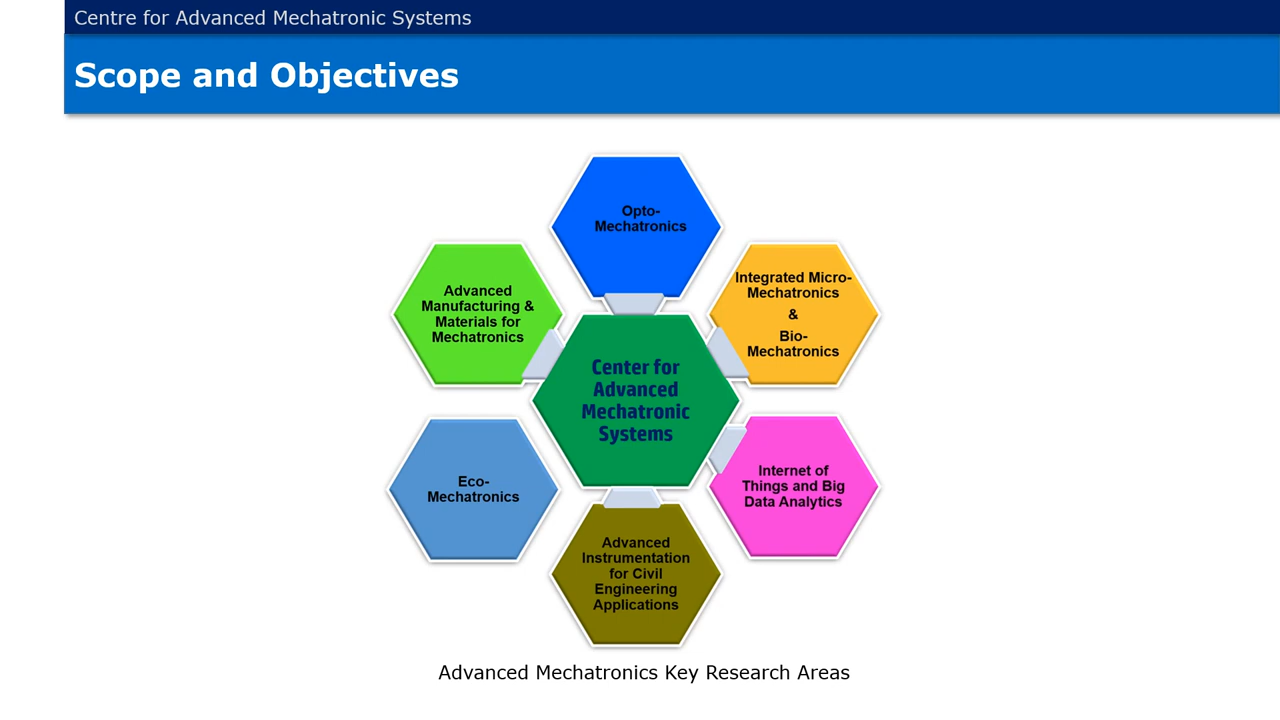 Centre for Advanced Mechatronic Systems
Scope and Objectives
Opto-
Mechatronics
Advanced
Manufacturing &
Materials for
Mechatronics
Integrated Micro-
Mechatronics
&
Bio-
Mechatronics
Center for
Advanced
Mechatronic
Systems
Eco-
Mechatronics
Internet of
Things and Big
Data Analytics
Advanced
Instrumentation
for Civil
Engineering
Applications
Advanced Mechatronics Key Research Areas